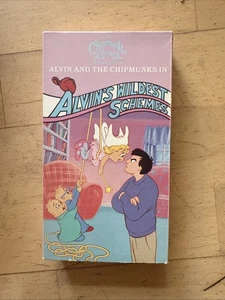 ALVIN AND THE CHIPMUNKS IN
ALVIN'S WILDEST
SCHEMES